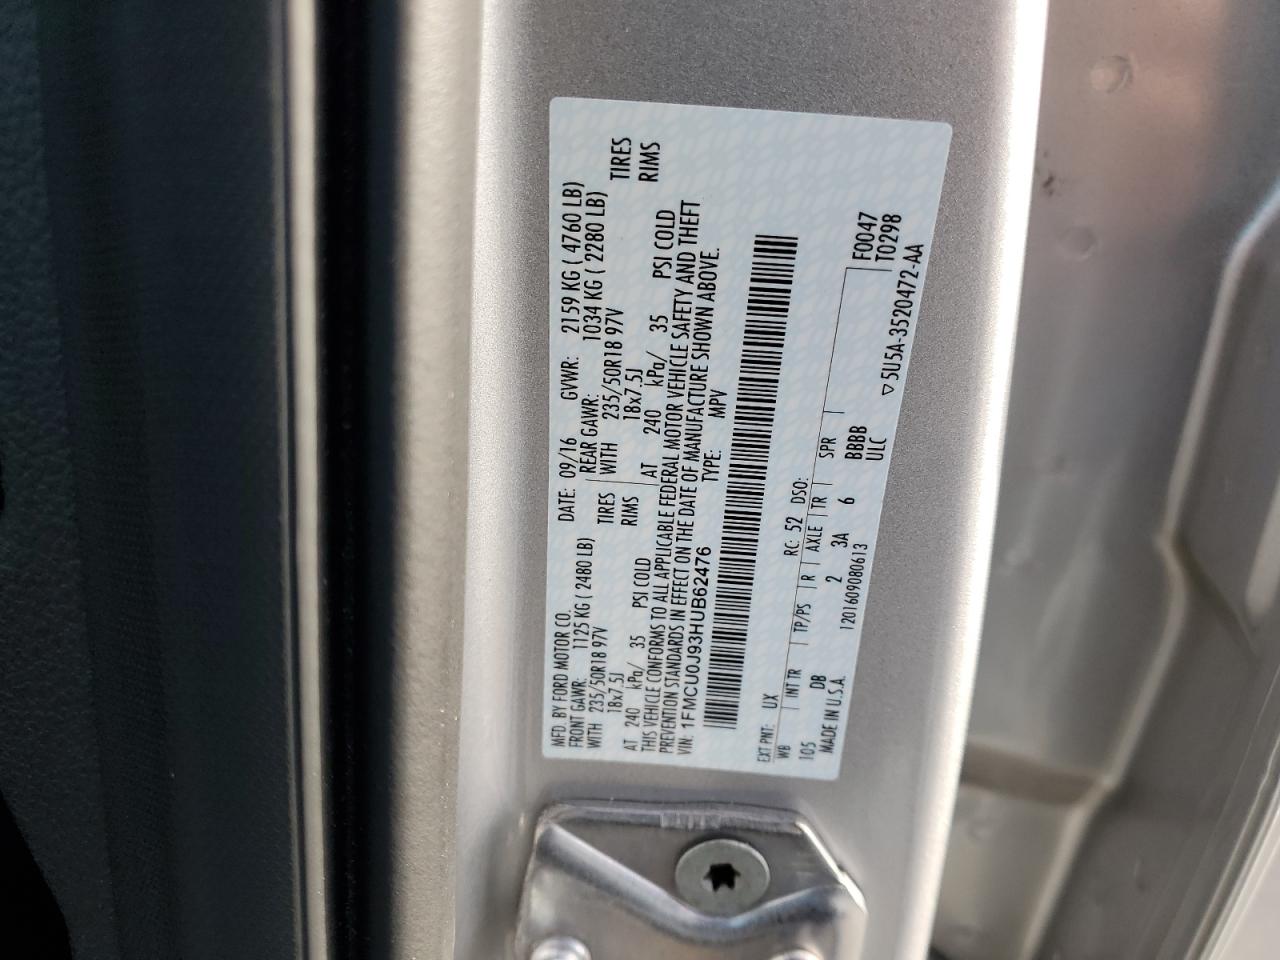 MFD. BY FORD MOTOR CO. DATE: 09/16 GVWR: 2159 KG ( 4760 LB)
FRONT GAWR: 1125 KG ( 2480 LB) REAR GAWR: 1034 KG ( 2280 LB)
WITH 235/50R18 97V TIRES WITH 235/50R18 97V TIRES
18x7.5J RIMS 18x7.5J RIMS
AT 240 kPa/ 35 PSI COLD AT 240 kPa/ 35 PSI COLD
THIS VEHICLE CONFORMS TO ALL APPLICABLE FEDERAL MOTOR VEHICLE SAFETY AND THEFT
PREVENTION STANDARDS IN EFFECT ON THE DATE OF MANUFACTURE SHOWN ABOVE.
VIN: 1FMCU0J93HUB62476 TYPE: MPV
EXT PNT: UX RC: 52 DSO:
WB INT TR TP/PS R AXLE TR SPR F0047
105 DB 2 3A 6 BBBB T0298
MADE IN U.S.A. 1201609080613 ULC
▽5U5A-3520472-AA